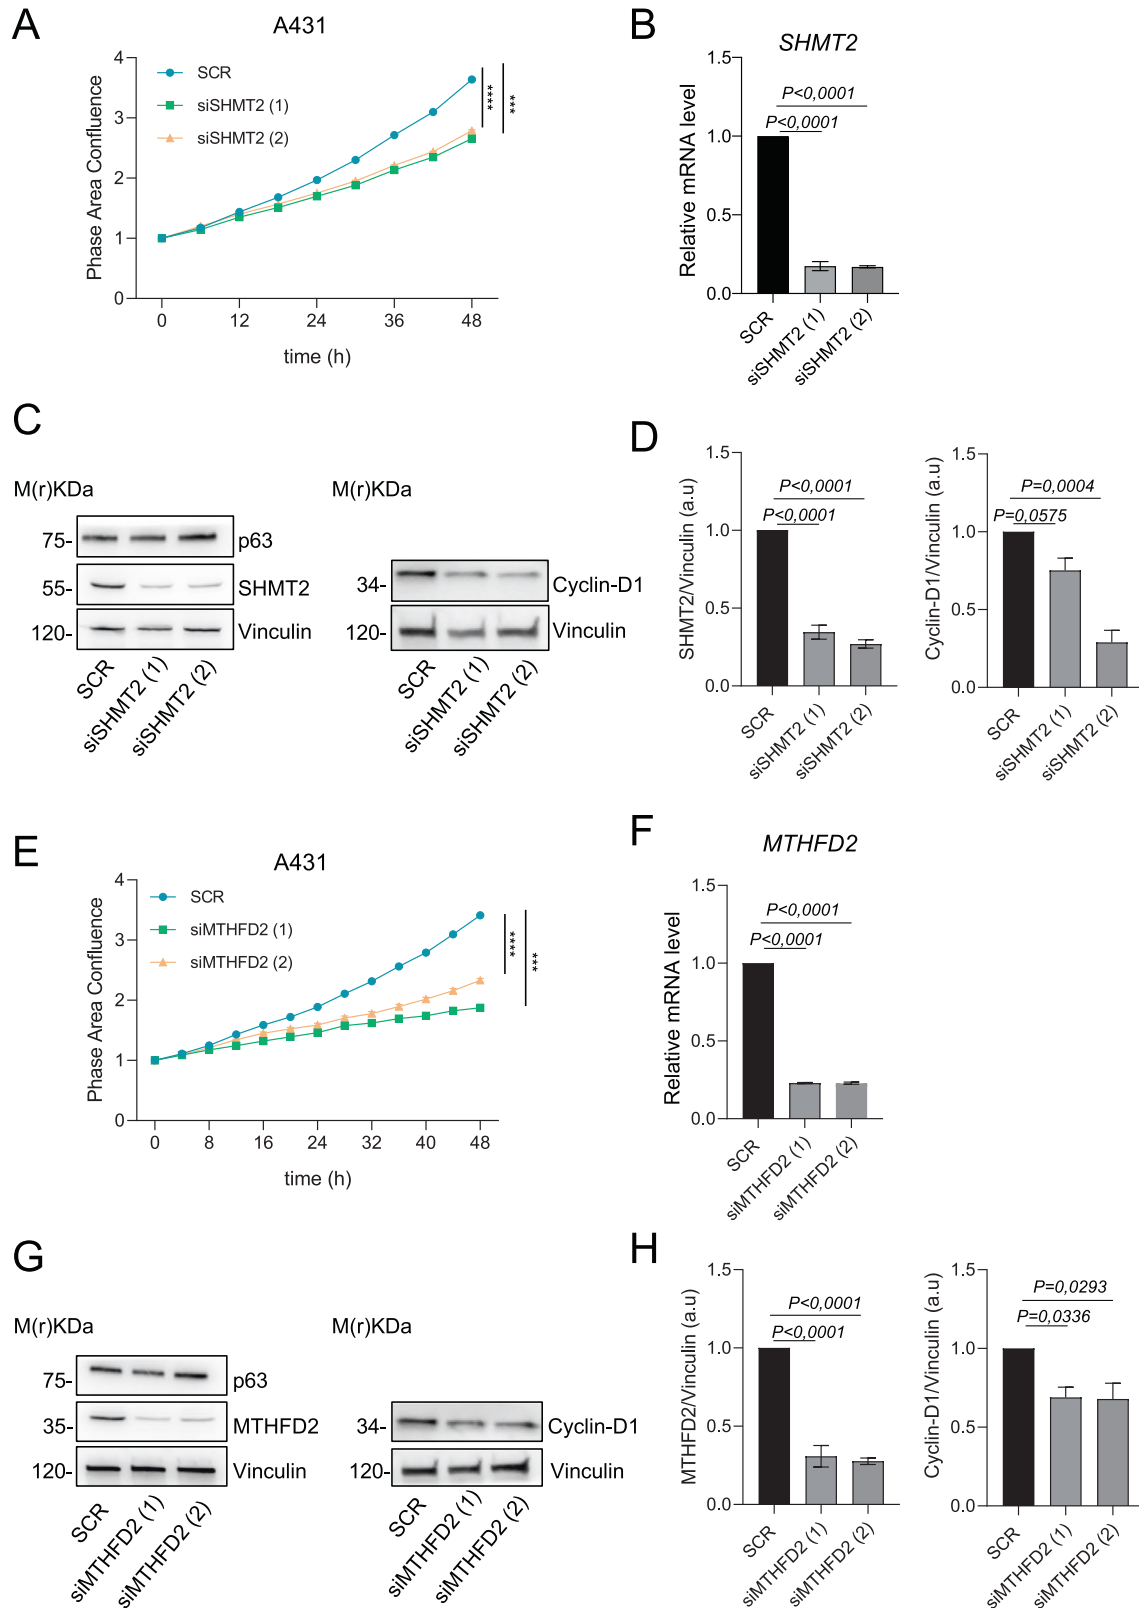 A
A431
Phase Area Confluence
4
3
2
1
0
SCR
siSHMT2 (1)
siSHMT2 (2)
****
***
0 12 24 36 48
time (h)
B
SHMT2
Relative mRNA level
1.5
1.0
0.5
0.0
P<0,0001
P<0,0001
SCR
siSHMT2 (1)
siSHMT2 (2)
C
M(r)KDa
75- p63
55- SHMT2
120- Vinculin
SCR
siSHMT2 (1)
siSHMT2 (2)
M(r)KDa
34- Cyclin-D1
120- Vinculin
SCR
siSHMT2 (1)
siSHMT2 (2)
D
SHMT2/Vinculin (a.u)
1.5
1.0
0.5
0.0
P<0,0001
P<0,0001
SCR
siSHMT2 (1)
siSHMT2 (2)
Cyclin-D1/Vinculin (a.u)
1.5
1.0
0.5
0.0
P=0,0004
P=0,0575
SCR
siSHMT2 (1)
siSHMT2 (2)
E
A431
Phase Area Confluence
4
3
2
1
0
SCR
siMTHFD2 (1)
siMTHFD2 (2)
****
***
0 8 16 24 32 40 48
time (h)
F
MTHFD2
Relative mRNA level
1.5
1.0
0.5
0.0
P<0,0001
P<0,0001
SCR
siMTHFD2 (1)
siMTHFD2 (2)
G
M(r)KDa
75- p63
35- MTHFD2
120- Vinculin
SCR
siMTHFD2 (1)
siMTHFD2 (2)
M(r)KDa
34- Cyclin-D1
120- Vinculin
SCR
siMTHFD2 (1)
siMTHFD2 (2)
H
MTHFD2/Vinculin (a.u)
1.5
1.0
0.5
0.0
P<0,0001
P<0,0001
SCR
siMTHFD2 (1)
siMTHFD2 (2)
Cyclin-D1/Vinculin (a.u)
1.5
1.0
0.5
0.0
P=0,0293
P=0,0336
SCR
siMTHFD2 (1)
siMTHFD2 (2)